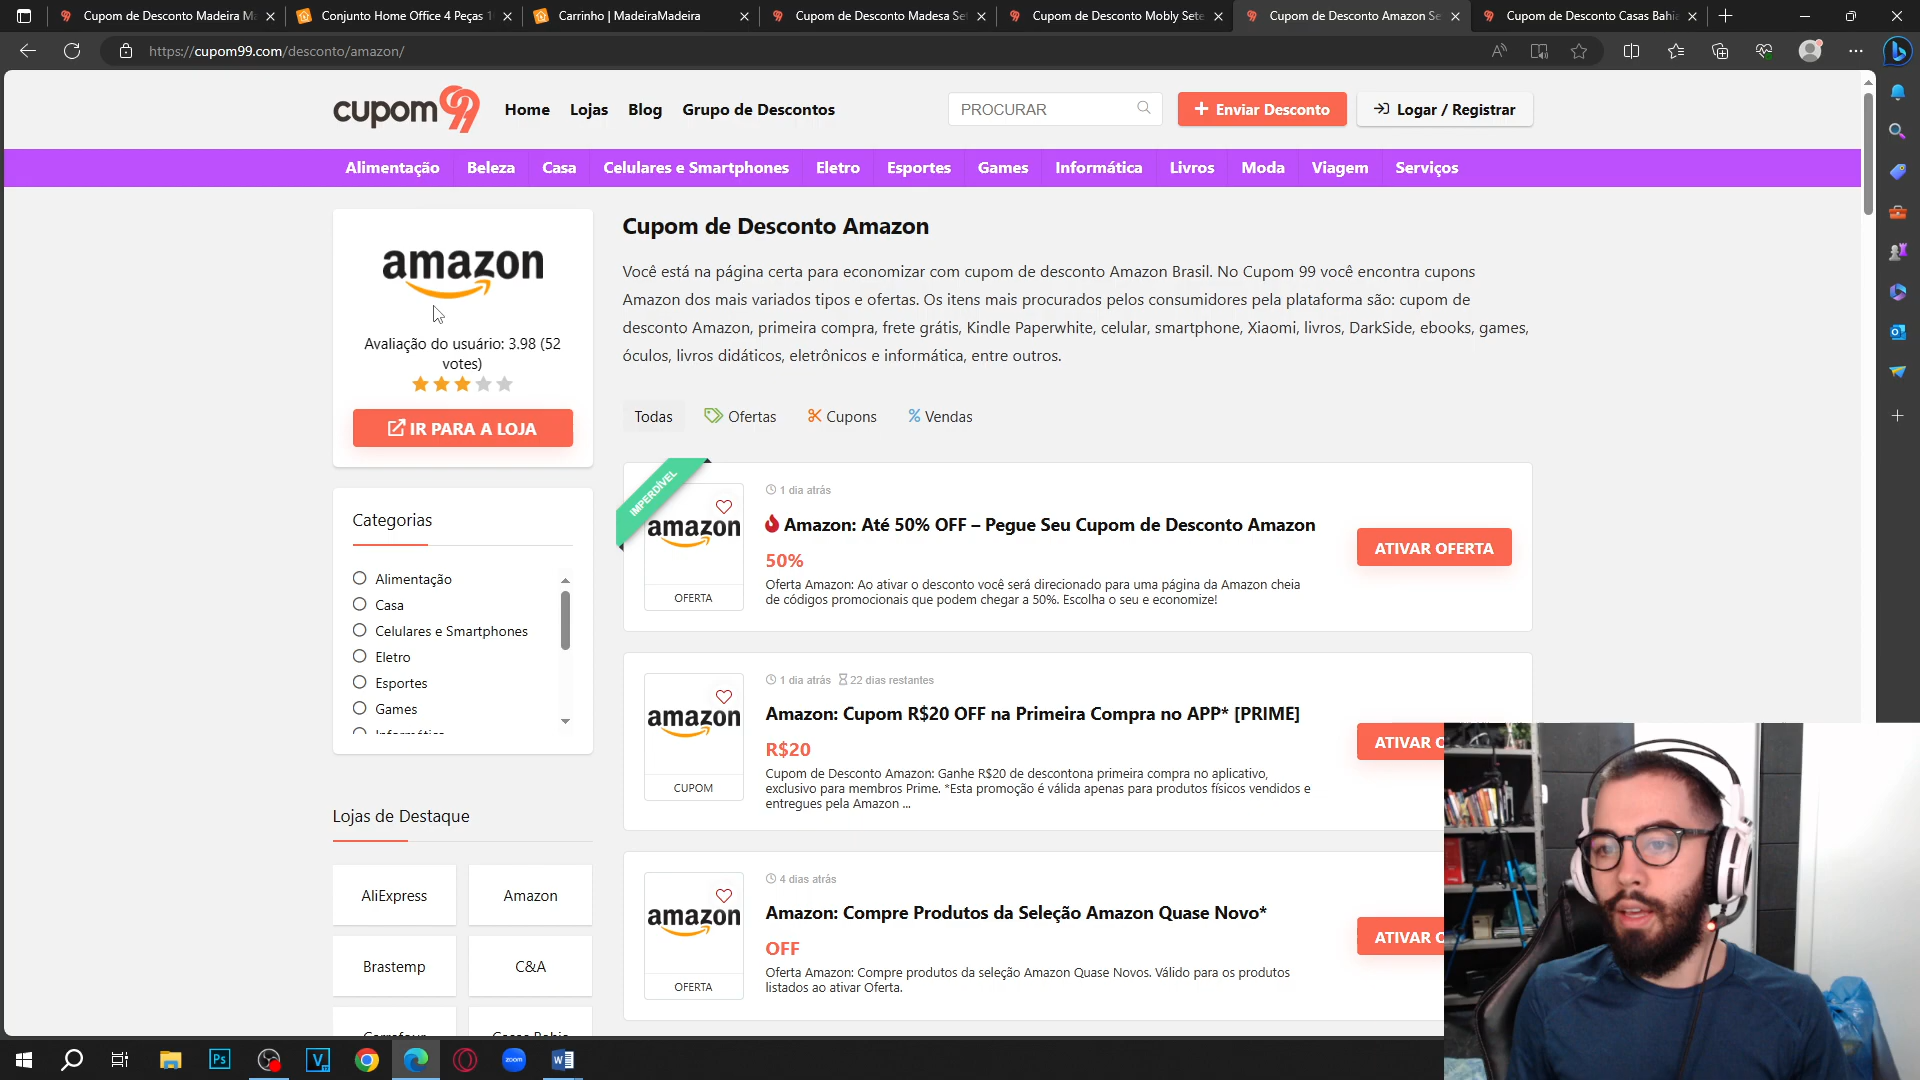 Cupom de Desconto Madeira Ma
Conjunto Home Office 4 Peças 1
Carrinho | MadeiraMadeira
Cupom de Desconto Madesa Set
Cupom de Desconto Mobly Sete
Cupom de Desconto Amazon Se
Cupom de Desconto Casas Bahia
https://cupom99.com/desconto/amazon/
cupom99
Home
Lojas
Blog
Grupo de Descontos
PROCURAR
Enviar Desconto
Logar / Registrar
Alimentação
Beleza
Casa
Celulares e Smartphones
Eletro
Esportes
Games
Informática
Livros
Moda
Viagem
Serviços
amazon
Avaliação do usuário: 3.98 (52
votes)
IR PARA A LOJA
Categorias
Alimentação
Casa
Celulares e Smartphones
Eletro
Esportes
Games
Informática
Lojas de Destaque
AliExpress
Amazon
Brastemp
C&A
Carrefour
Casas Bahia
Cupom de Desconto Amazon
Você está na página certa para economizar com cupom de desconto Amazon Brasil. No Cupom 99 você encontra cupons
Amazon dos mais variados tipos e ofertas. Os itens mais procurados pelos consumidores pela plataforma são: cupom de
desconto Amazon, primeira compra, frete grátis, Kindle Paperwhite, celular, smartphone, Xiaomi, livros, DarkSide, ebooks, games,
óculos, livros didáticos, eletrônicos e informática, entre outros.
Todas
Ofertas
Cupons
Vendas
IMPERDÍVEL
amazon
OFERTA
1 dia atrás
Amazon: Até 50% OFF – Pegue Seu Cupom de Desconto Amazon
50%
Oferta Amazon: Ao ativar o desconto você será direcionado para uma página da Amazon cheia
de códigos promocionais que podem chegar a 50%. Escolha o seu e economize!
ATIVAR OFERTA
amazon
CUPOM
1 dia atrás
22 dias restantes
Amazon: Cupom R$20 OFF na Primeira Compra no APP* [PRIME]
R$20
Cupom de Desconto Amazon: Ganhe R$20 de descontona primeira compra no aplicativo,
exclusivo para membros Prime. *Esta promoção é válida apenas para produtos físicos vendidos e
entregues pela Amazon ...
ATIVAR O
amazon
OFERTA
4 dias atrás
Amazon: Compre Produtos da Seleção Amazon Quase Novo*
OFF
Oferta Amazon: Compre produtos da seleção Amazon Quase Novos. Válido para os produtos
listados ao ativar Oferta.
ATIVAR O
Ps
V
zoom
W